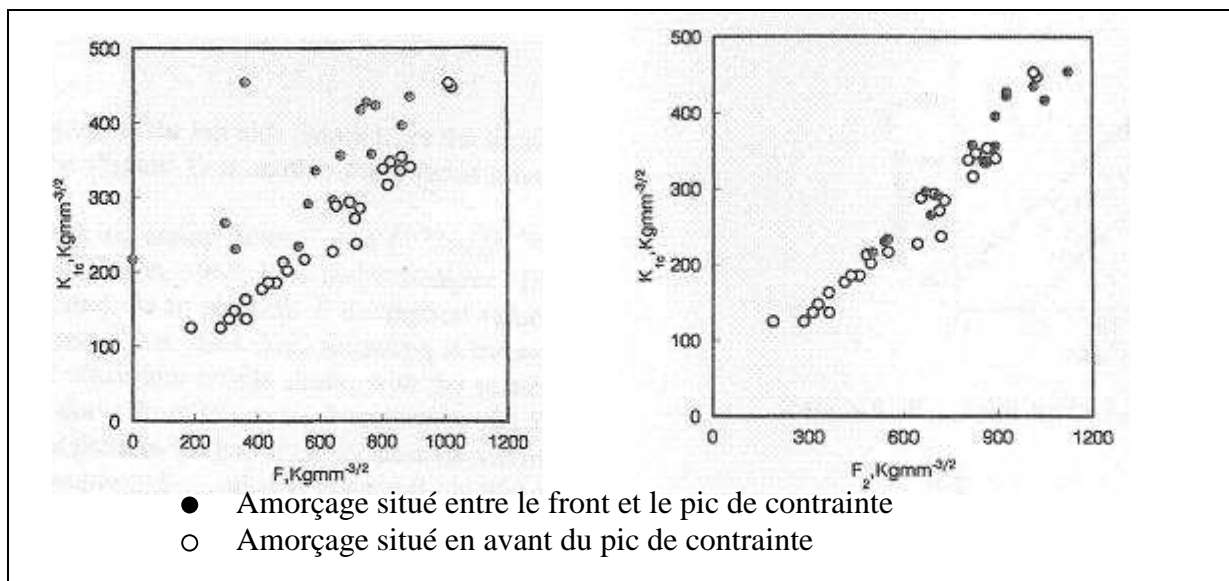 500
400
300
200
100
0
K1c,Kgmm-3/2
0 200 400 600 800 1000 1200
F,Kgmm-3/2
500
400
300
200
100
0
K1c,Kgmm-3/2
0 300 600 900 1200
F2,Kgmm-3/2
● Amorçage situé entre le front et le pic de contrainte
○ Amorçage situé en avant du pic de contrainte